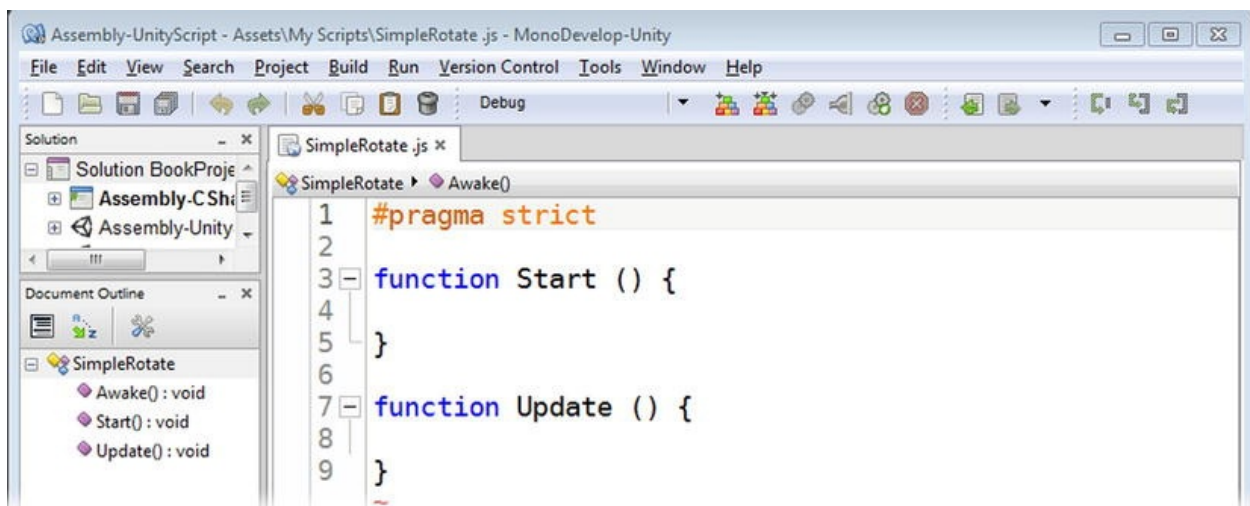 Assembly-UnityScript - Assets\My Scripts\SimpleRotate .js - MonoDevelop-Unity
File Edit View Search Project Build Run Version Control Tools Window Help
Debug
Solution
Solution BookProje
Assembly-CSha
Assembly-Unity
Document Outline
SimpleRotate
Awake() : void
Start() : void
Update() : void
SimpleRotate .js
SimpleRotate Awake()
1 #pragma strict
2
3 function Start () {
4
5 }
6
7 function Update () {
8
9 }